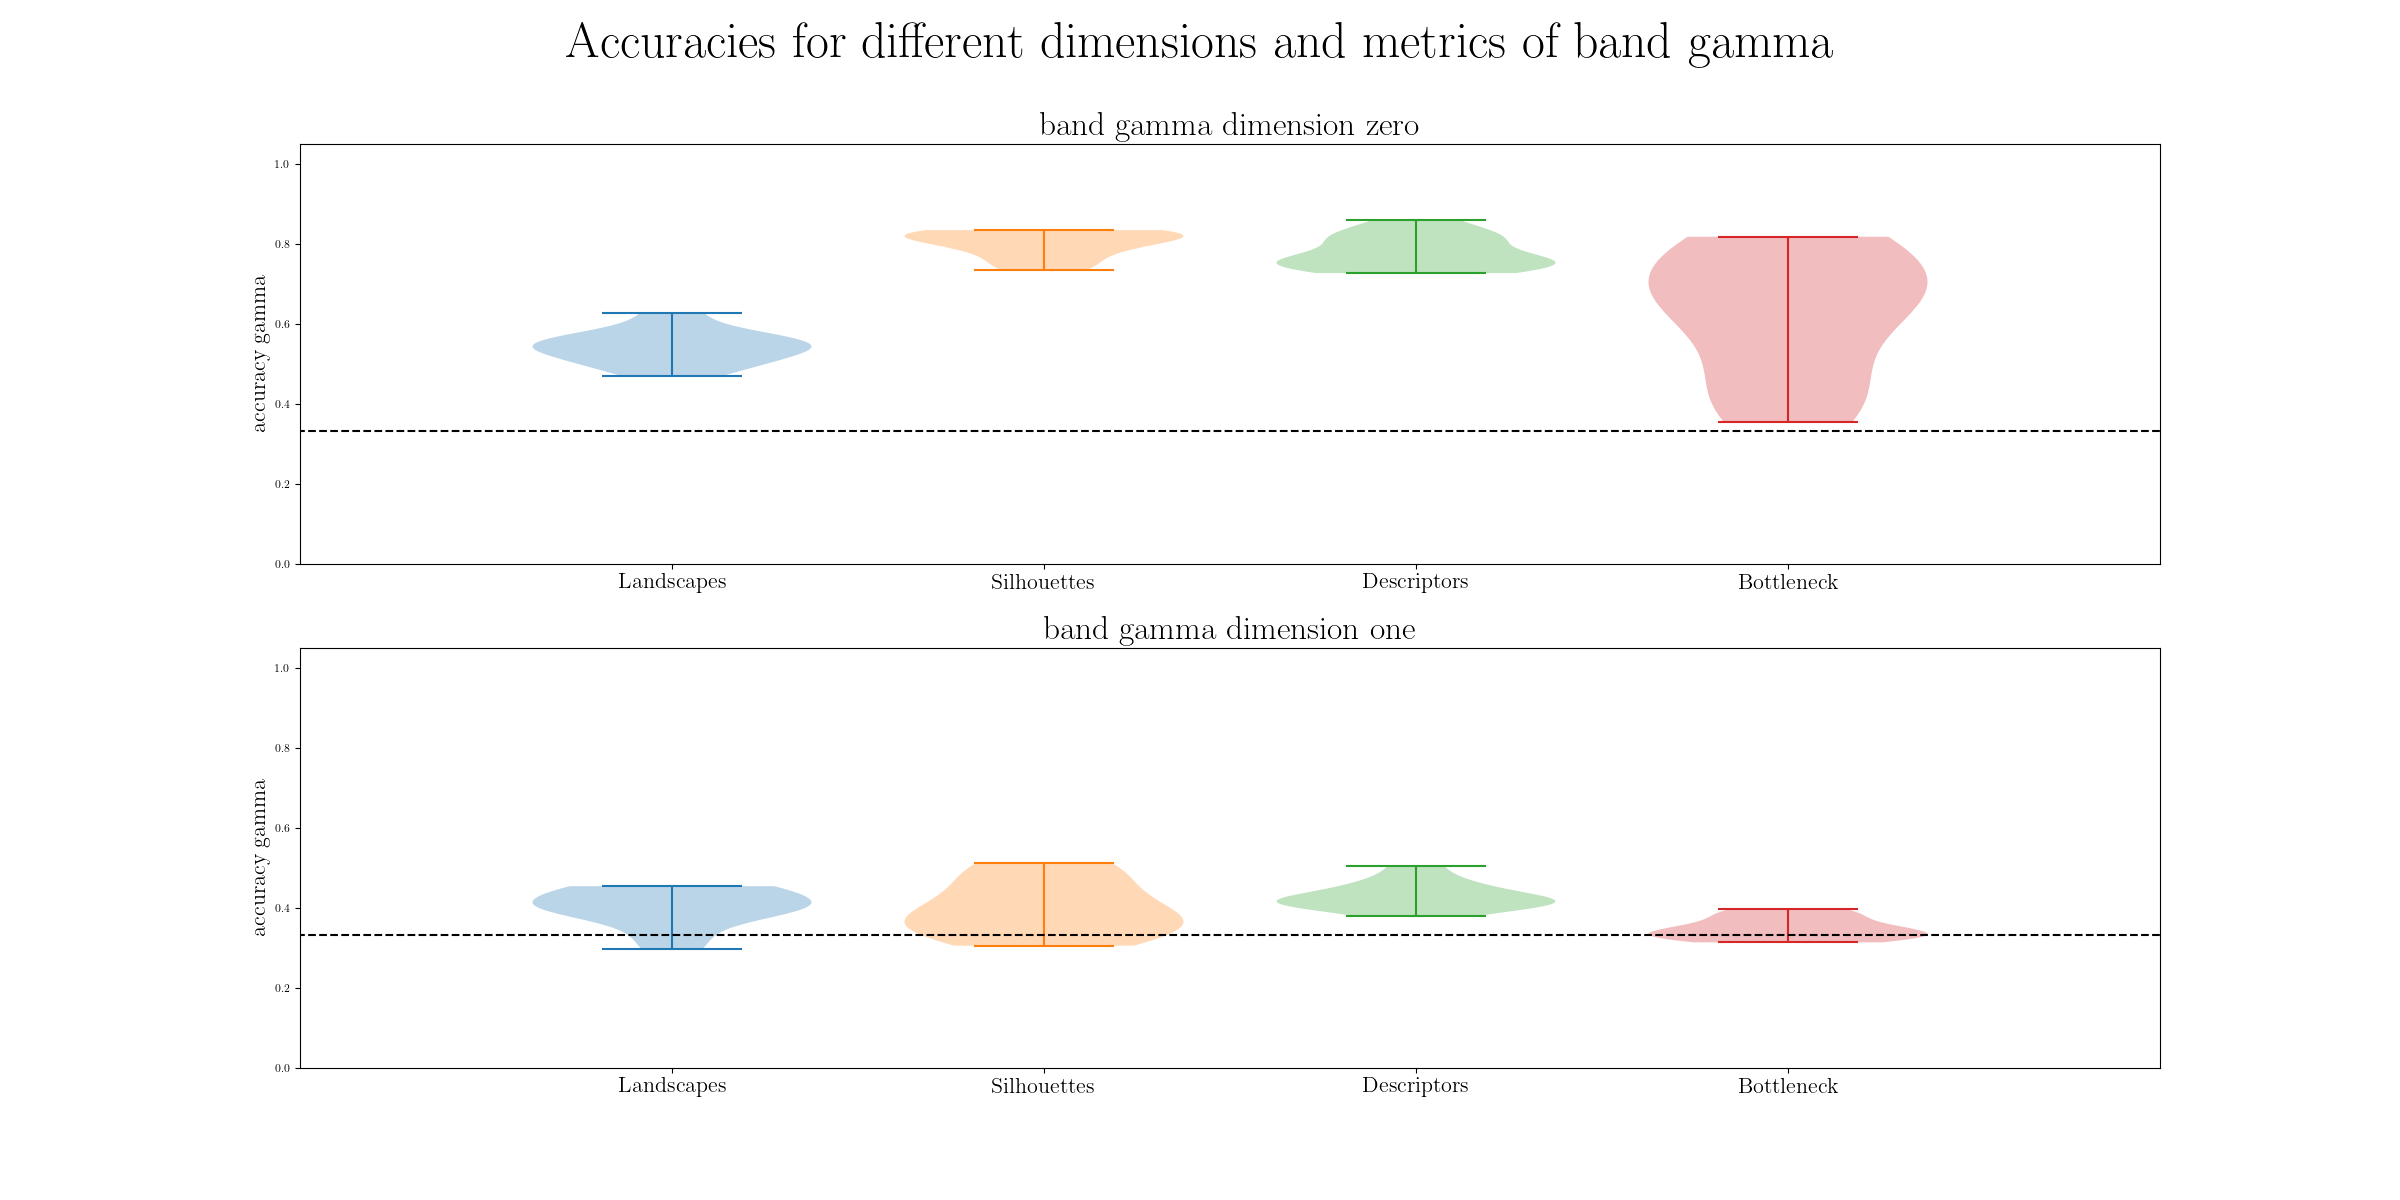 Accuracies for different dimensions and metrics of band gamma
band gamma dimension zero
accuracy gamma
1.0
0.8
0.6
0.4
0.2
0.0
Landscapes Silhouettes Descriptors Bottleneck
band gamma dimension one
accuracy gamma
1.0
0.8
0.6
0.4
0.2
0.0
Landscapes Silhouettes Descriptors Bottleneck